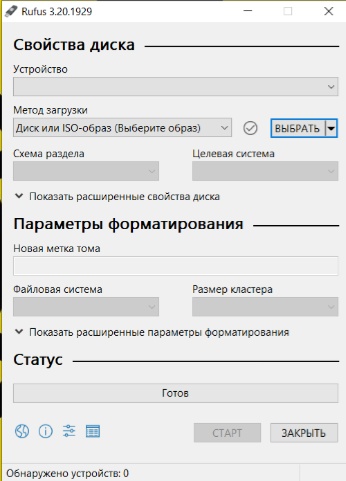 Rufus 3.20.1929
Свойства диска
Устройство
Метод загрузки
Диск или ISO-образ (Выберите образ)
ВЫБРАТЬ
Схема раздела
Целевая система
Показать расширенные свойства диска
Параметры форматирования
Новая метка тома
Файловая система
Размер кластера
Показать расширенные параметры форматирования
Статус
Готов
СТАРТ
ЗАКРЫТЬ
Обнаружено устройств: 0